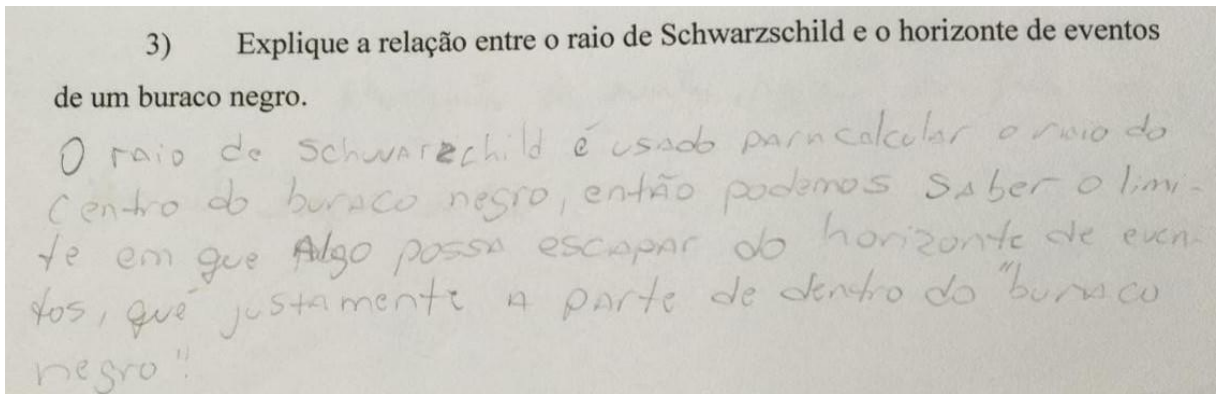 3) Explique a relação entre o raio de Schwarzschild e o horizonte de eventos
de um buraco negro.
O raio de Schwarzchild é usado para calcular o raio do
centro do buraco negro, então podemos saber o limi-
te em que Algo possa escapar do horizonte de even-
tos, que justamente a parte de dentro do "buraco
negro".